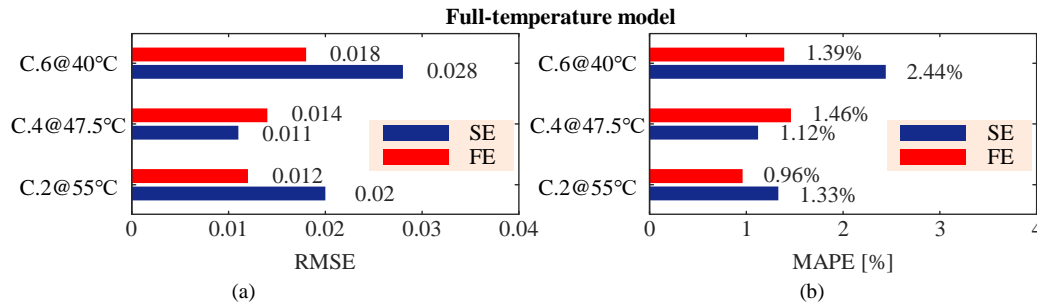 Full-temperature model
C.6@40°C
0.018
0.028
C.4@47.5°C
0.014
0.011
SE
FE
C.2@55°C
0.012
0.02
0 0.01 0.02 0.03 0.04
RMSE
(a)
C.6@40°C
1.39%
2.44%
C.4@47.5°C
1.46%
1.12%
SE
FE
C.2@55°C
0.96%
1.33%
0 1 2 3 4
MAPE [%]
(b)